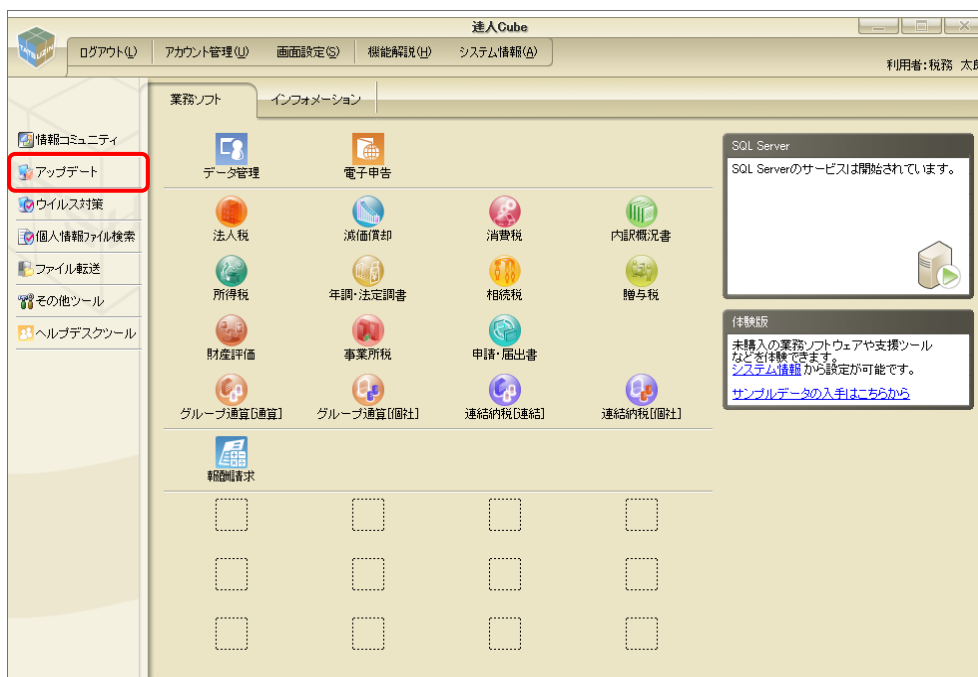 達人Cube
TATSUZIN
ログアウト(L)
アカウント管理(U)
画面設定(S)
機能解説(H)
システム情報(A)
利用者:税務 太郎
業務ソフト
インフォメーション
情報コミュニティ
アップデート
ウイルス対策
個人情報ファイル検索
ファイル転送
その他ツール
ヘルプデスクツール
データ管理
電子申告
法人税
減価償却
消費税
内訳概況書
所得税
年調・法定調書
相続税
贈与税
財産評価
事業所税
申請・届出書
グループ通算[通算]
グループ通算[個社]
連結納税[連結]
連結納税[個社]
報酬請求
SQL Server
SQL Serverのサービスは開始されています。
体験版
未購入の業務ソフトウェアや支援ツール
などを体験できます。
システム情報から設定が可能です。
サンプルデータの入手はこちらから